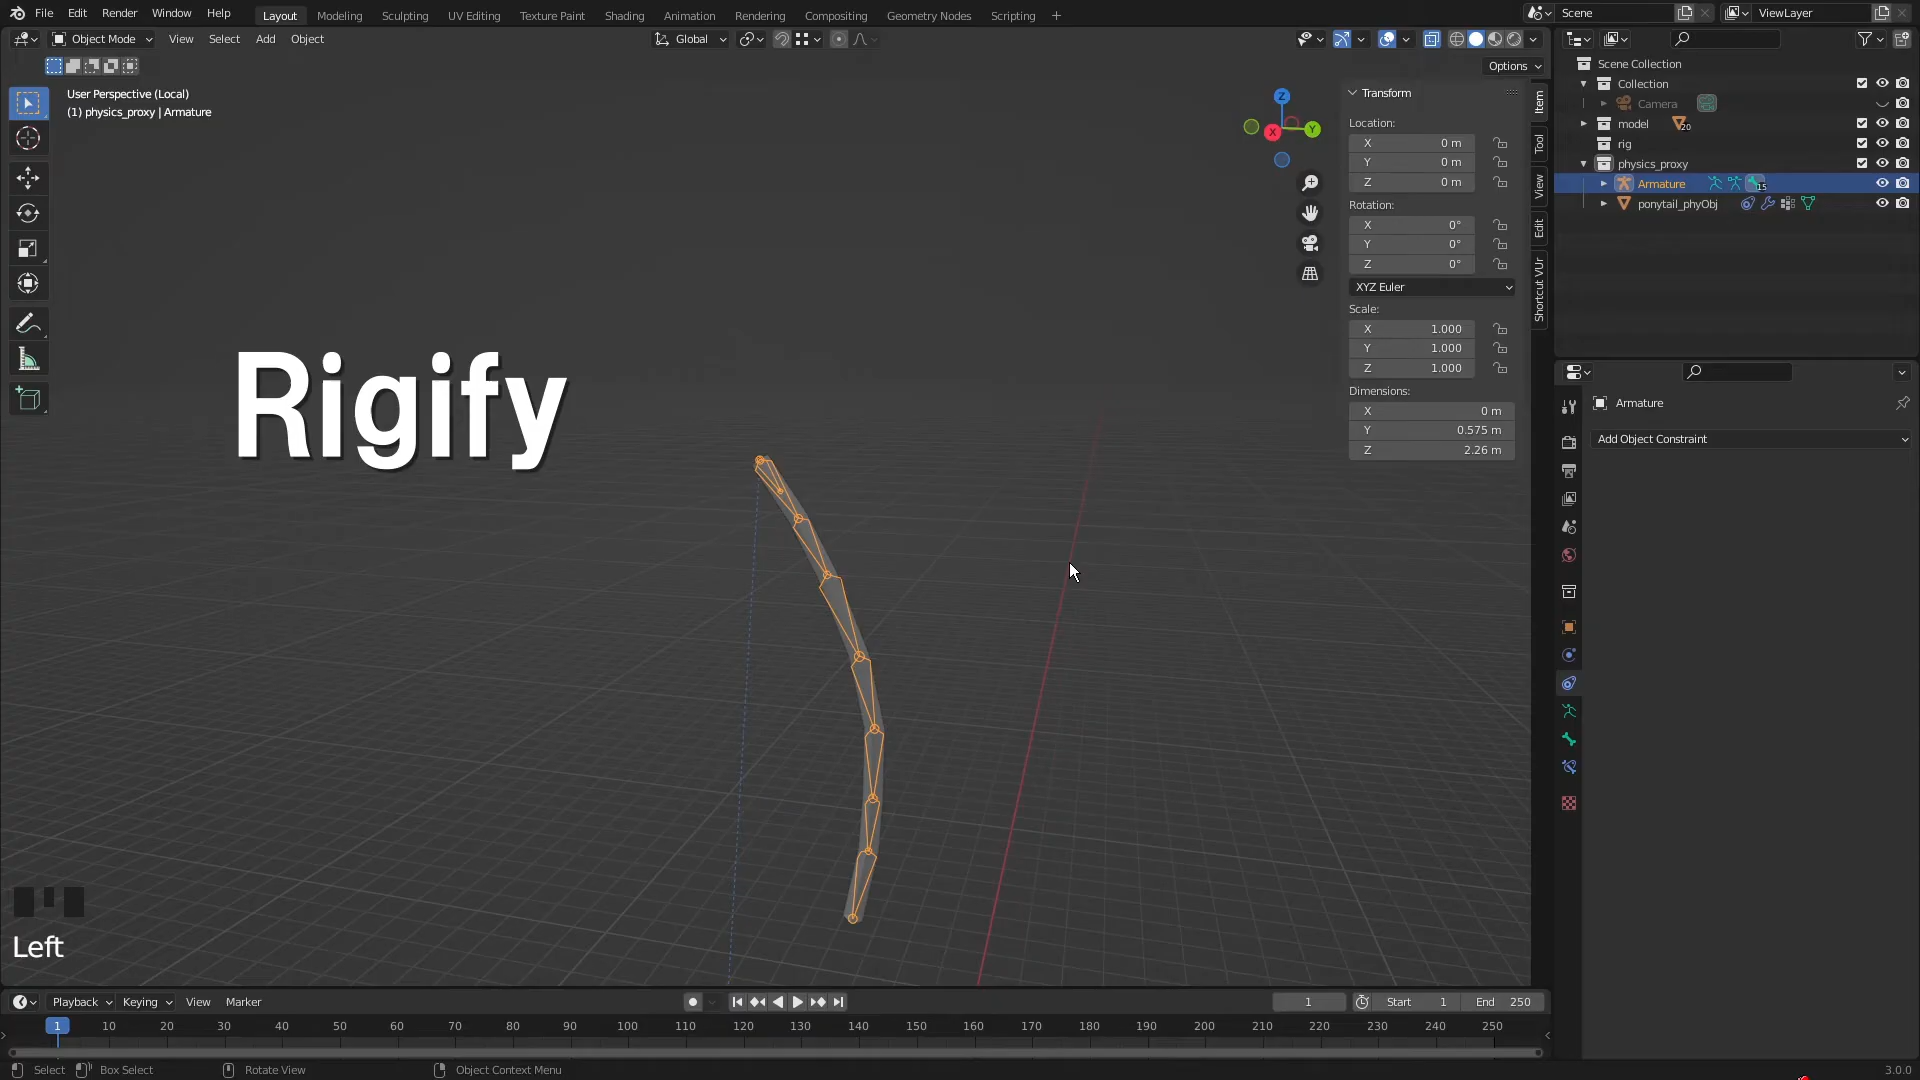 File Edit Render Window Help Layout Modeling Sculpting UV Editing Texture Paint Shading Animation Rendering Compositing Geometry Nodes Scripting + Scene ViewLayer
Object Mode View Select Add Object Global
Options
User Perspective (Local)
(1) physics_proxy | Armature
Z
Y
X
Rigify
Left
Transform
Location:
X 0 m
Y 0 m
Z 0 m
Rotation:
X 0°
Y 0°
Z 0°
XYZ Euler
Scale:
X 1.000
Y 1.000
Z 1.000
Dimensions:
X 0 m
Y 0.575 m
Z 2.26 m
Item
Tool
View
Edit
Shortcut VUr
Scene Collection
Collection
Camera
model 20
rig
physics_proxy
Armature 15
ponytail_phyObj
Armature
Add Object Constraint
Playback Keying View Marker 1 Start 1 End 250
1 10 20 30 40 50 60 70 80 90 100 110 120 130 140 150 160 170 180 190 200 210 220 230 240 250
Select Box Select Rotate View Object Context Menu 3.0.0